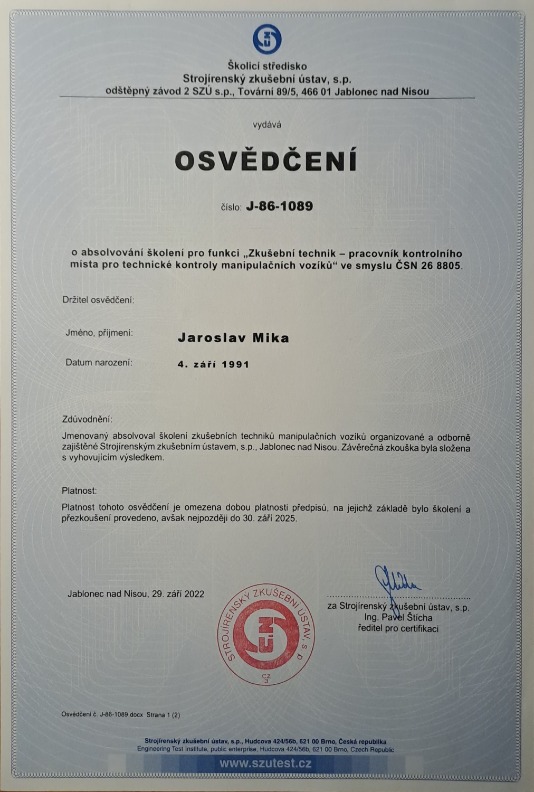 Školicí středisko
Strojírenský zkušební ústav, s.p.
odštěpný závod 2 SZÚ s.p., Tovární 89/5, 466 01 Jablonec nad Nisou
vydává
OSVĚDČENÍ
číslo: J-86-1089
o absolvování školení pro funkci „Zkušební technik – pracovník kontrolního
místa pro technické kontroly manipulačních vozíků“ ve smyslu ČSN 26 8805.
Držitel osvědčení:
Jméno, příjmení: Jaroslav Mika
Datum narození: 4. září 1991
Zdůvodnění:
Jmenovaný absolvoval školení zkušebních techniků manipulačních vozíků organizované a odborně
zajištěné Strojírenským zkušebním ústavem, s.p., Jablonec nad Nisou. Závěrečná zkouška byla složena
s vyhovujícím výsledkem.
Platnost:
Platnost tohoto osvědčení je omezena dobou platnosti předpisů, na jejichž základě bylo školení a
přezkoušení provedeno, avšak nejpozději do 30. září 2025.
Jablonec nad Nisou, 29. září 2022
za Strojírenský zkušební ústav, s.p.
Ing. Pavel Šticha
ředitel pro certifikaci
STROJÍRENSKÝ ZKUŠEBNÍ ÚSTAV, s. p.
CZ
3
Osvědčení č. J-86-1089.docx Strana 1 (2)
Strojírenský zkušební ústav, s.p., Hudcova 424/56b, 621 00 Brno, Česká republika
Engineering Test Institute, public enterprise, Hudcova 424/56b, 621 00 Brno, Czech Republic
www.szutest.cz